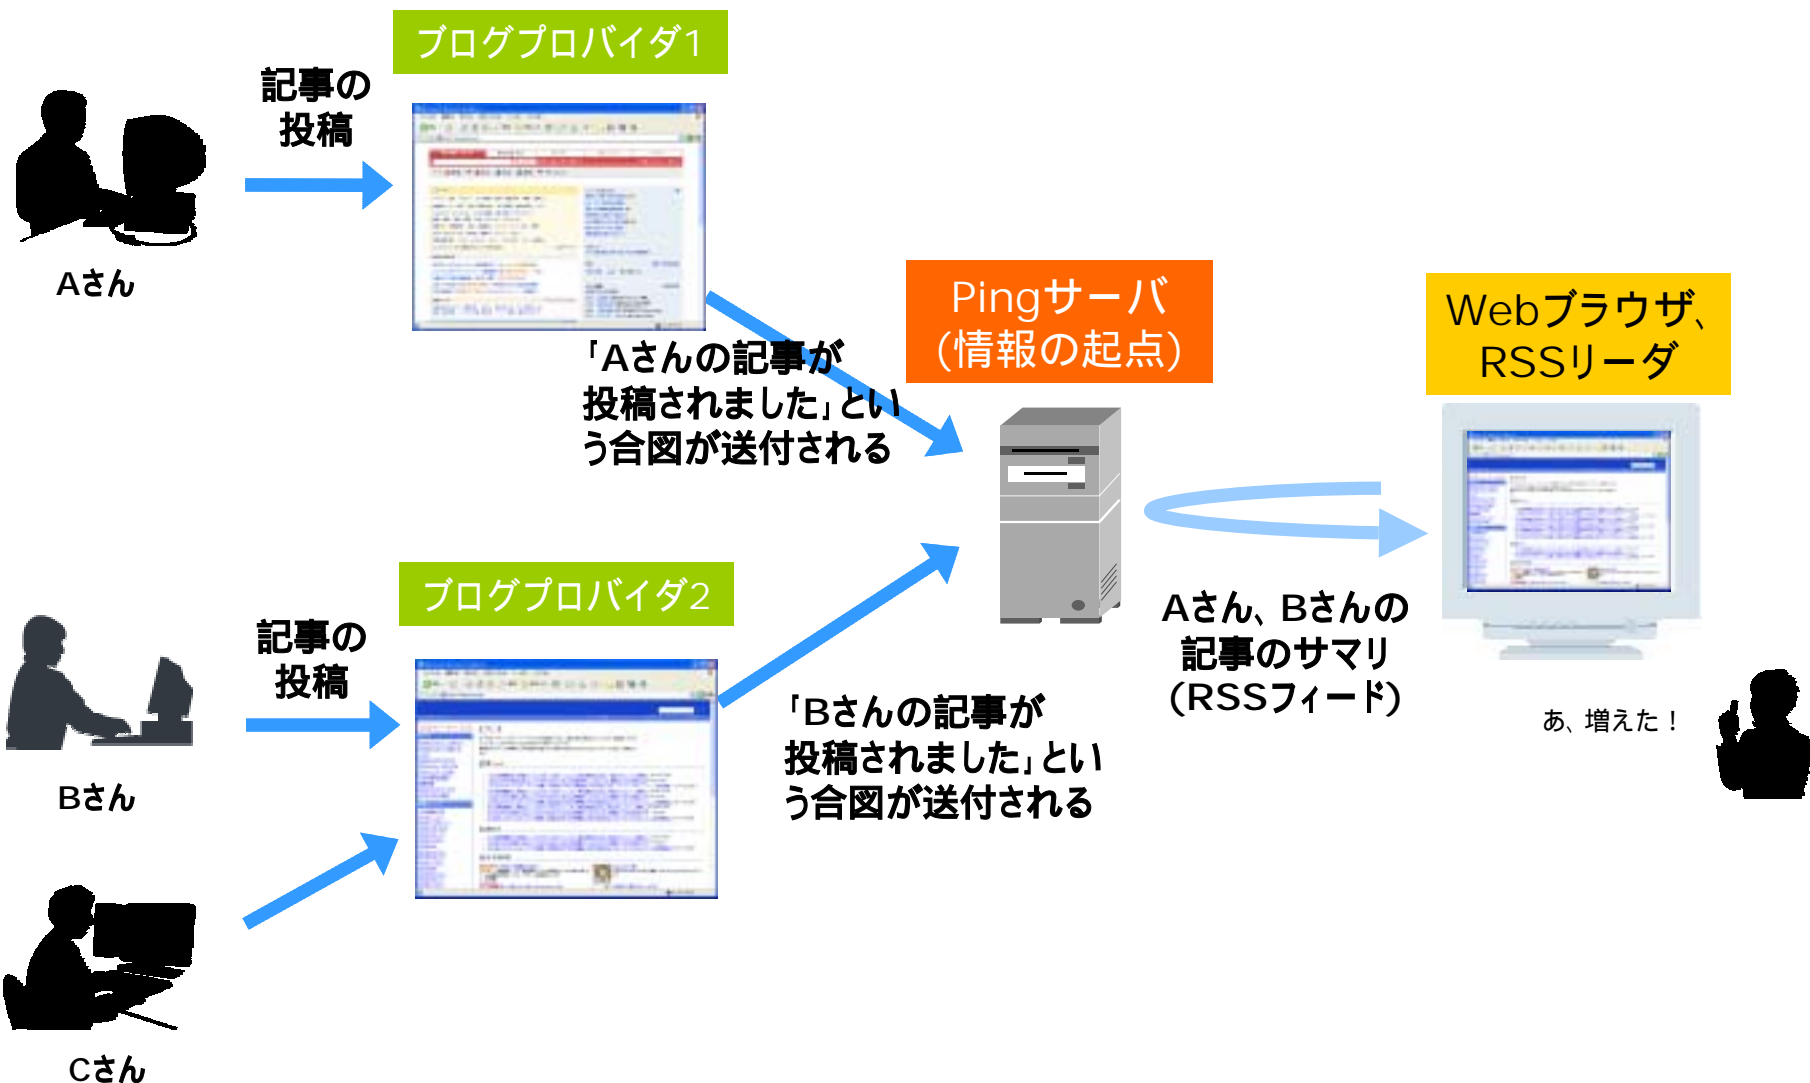 ブログプロバイダ1
記事の
投稿
Aさん
「Aさんの記事が
投稿されました」とい
う合図が送付される
Pingサーバ
(情報の起点)
Webブラウザ、
RSSリーダ
ブログプロバイダ2
記事の
投稿
Bさん
「Bさんの記事が
投稿されました」とい
う合図が送付される
Aさん、Bさんの
記事のサマリ
(RSSフィード)
あ、増えた！
Cさん